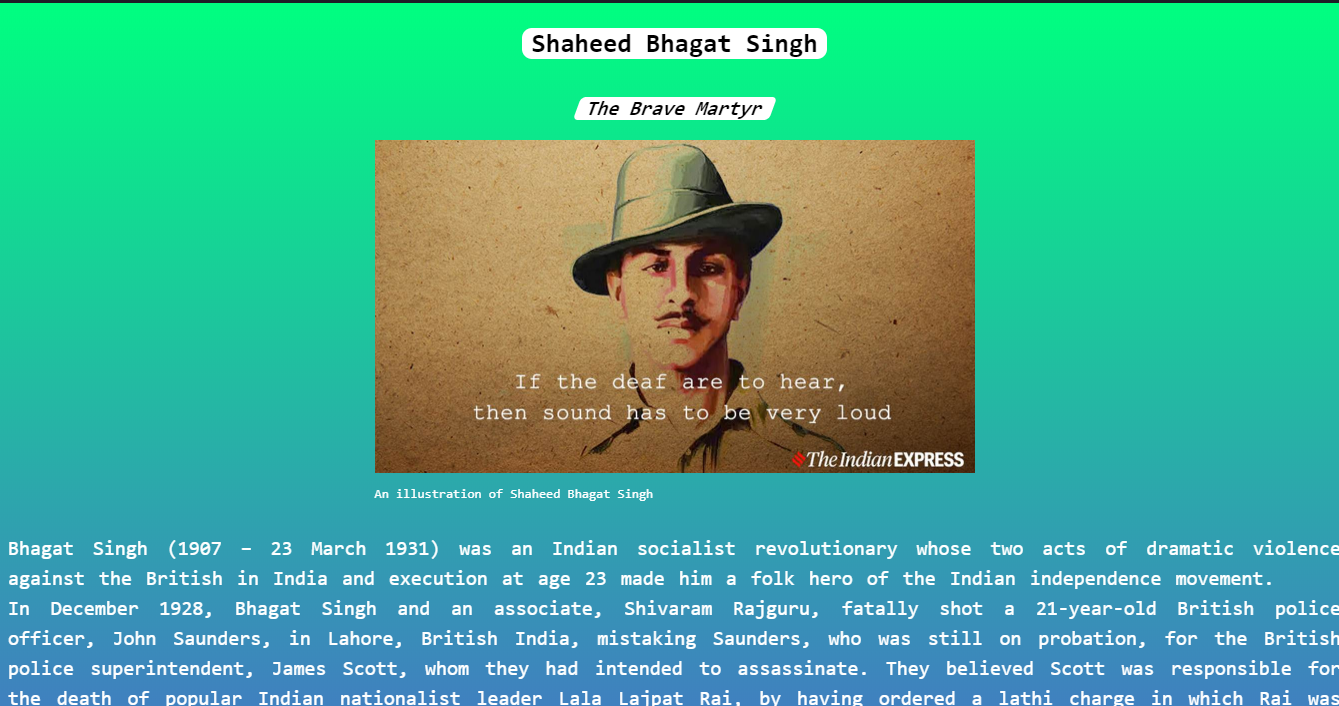 Shaheed Bhagat Singh
The Brave Martyr
If the deaf are to hear,
then sound has to be very loud
The Indian EXPRESS
An illustration of Shaheed Bhagat Singh
Bhagat Singh (1907 – 23 March 1931) was an Indian socialist revolutionary whose two acts of dramatic violence
against the British in India and execution at age 23 made him a folk hero of the Indian independence movement.
In December 1928, Bhagat Singh and an associate, Shivaram Rajguru, fatally shot a 21-year-old British police
officer, John Saunders, in Lahore, British India, mistaking Saunders, who was still on probation, for the British
police superintendent, James Scott, whom they had intended to assassinate. They believed Scott was responsible for
the death of popular Indian nationalist leader Lala Lajpat Rai, by having ordered a lathi charge in which Rai was